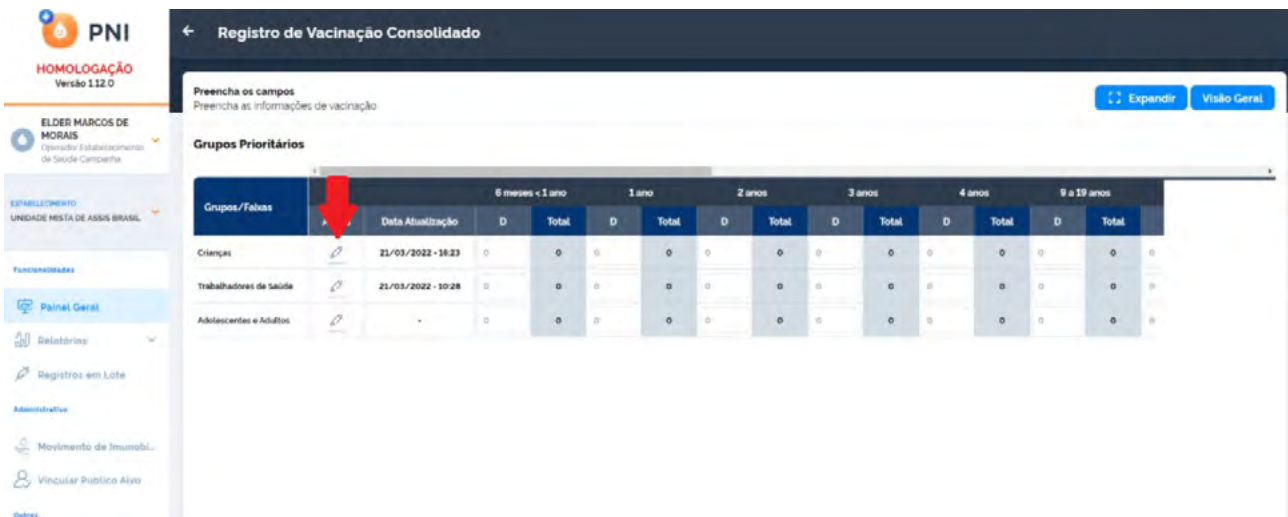 PNI
HOMOLOGAÇÃO
Versão 1.12.0
ELDER MARCOS DE
MORAIS
Operador Estabelecimento
de Saúde Campanha
ESTABELECIMENTO
UNIDADE MISTA DE ASSIS BRASIL
Funcionalidades
Painel Geral
Relatórios
Registros em Lote
Administrativo
Movimento de Imunobi...
Vincular Publico Alvo
Outros
← Registro de Vacinação Consolidado
Preencha os campos
Preencha as informações de vacinação
Expandir Visão Geral
Grupos Prioritários
6 meses < 1 ano 1 ano 2 anos 3 anos 4 anos 9 a 19 anos
Grupos/Faixas Data Atualização D Total D Total D Total D Total D Total D Total
Crianças 21/03/2022 - 16:23 0 0 0 0 0 0 0 0 0 0 0 0 0
Trabalhadores de Saúde 21/03/2022 - 10:28 0 0 0 0 0 0 0 0 0 0 0 0 0
Adolescentes e Adultos - 0 0 0 0 0 0 0 0 0 0 0 0 0